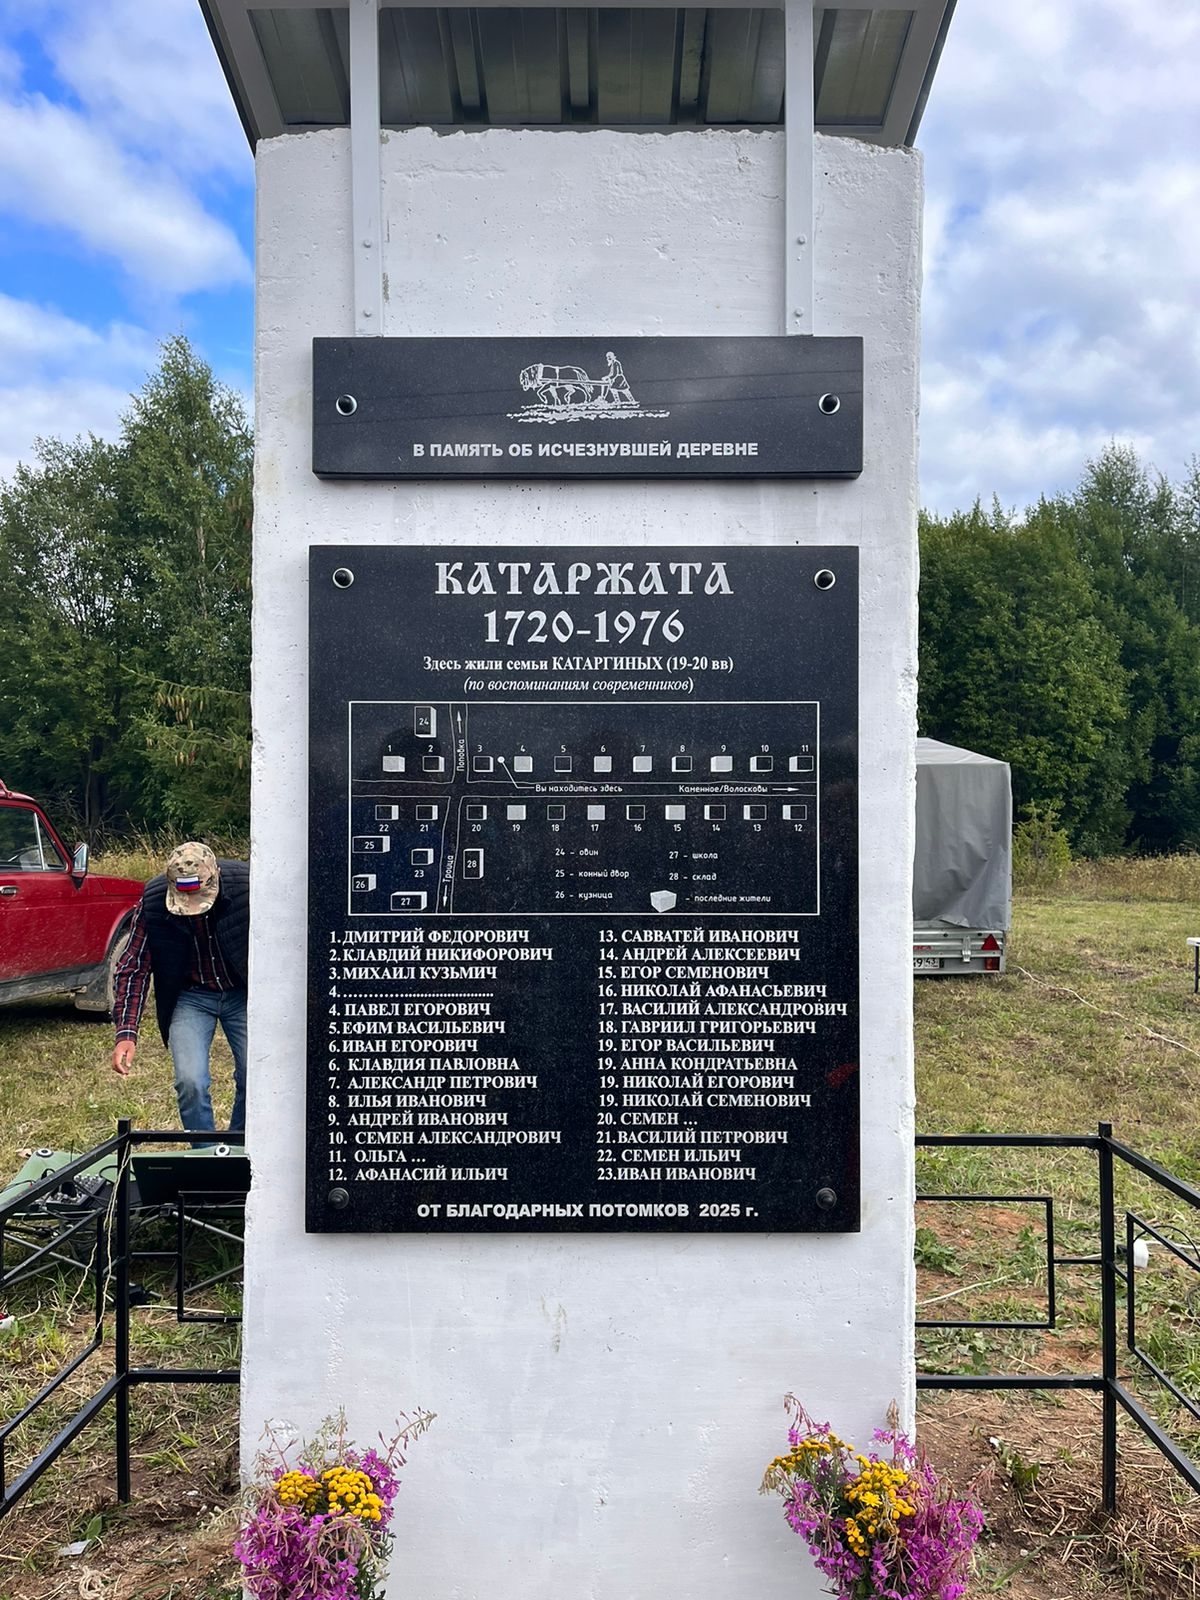 В ПАМЯТЬ ОБ ИСЧЕЗНУВШЕЙ ДЕРЕВНЕ
КАТАРЖАТА
1720-1976
Здесь жили семьи КАТАРГИНЫХ (19-20 вв)
(по воспоминаниям современников)
24
Поповка
1 2 3 4 5 6 7 8 9 10 11
Вы находитесь здесь
Каменное/Волосковы
22 21 20 19 18 17 16 15 14 13 12
25
23
28
26
27
Троица
24 - овин
25 - конный двор
26 - кузница
27 - школа
28 - склад
- последние жители
1. ДМИТРИЙ ФЕДОРОВИЧ
2. КЛАВДИЙ НИКИФОРОВИЧ
3. МИХАИЛ КУЗЬМИЧ
4. .................................
4. ПАВЕЛ ЕГОРОВИЧ
5. ЕФИМ ВАСИЛЬЕВИЧ
6. ИВАН ЕГОРОВИЧ
6. КЛАВДИЯ ПАВЛОВНА
7. АЛЕКСАНДР ПЕТРОВИЧ
8. ИЛЬЯ ИВАНОВИЧ
9. АНДРЕЙ ИВАНОВИЧ
10. СЕМЕН АЛЕКСАНДРОВИЧ
11. ОЛЬГА ...
12. АФАНАСИЙ ИЛЬИЧ
13. САВВАТЕЙ ИВАНОВИЧ
14. АНДРЕЙ АЛЕКСЕЕВИЧ
15. ЕГОР СЕМЕНОВИЧ
16. НИКОЛАЙ АФАНАСЬЕВИЧ
17. ВАСИЛИЙ АЛЕКСАНДРОВИЧ
18. ГАВРИИЛ ГРИГОРЬЕВИЧ
19. ЕГОР ВАСИЛЬЕВИЧ
19. АННА КОНДРАТЬЕВНА
19. НИКОЛАЙ ЕГОРОВИЧ
19. НИКОЛАЙ СЕМЕНОВИЧ
20. СЕМЕН ...
21. ВАСИЛИЙ ПЕТРОВИЧ
22. СЕМЕН ИЛЬИЧ
23. ИВАН ИВАНОВИЧ
ОТ БЛАГОДАРНЫХ ПОТОМКОВ 2025 г.